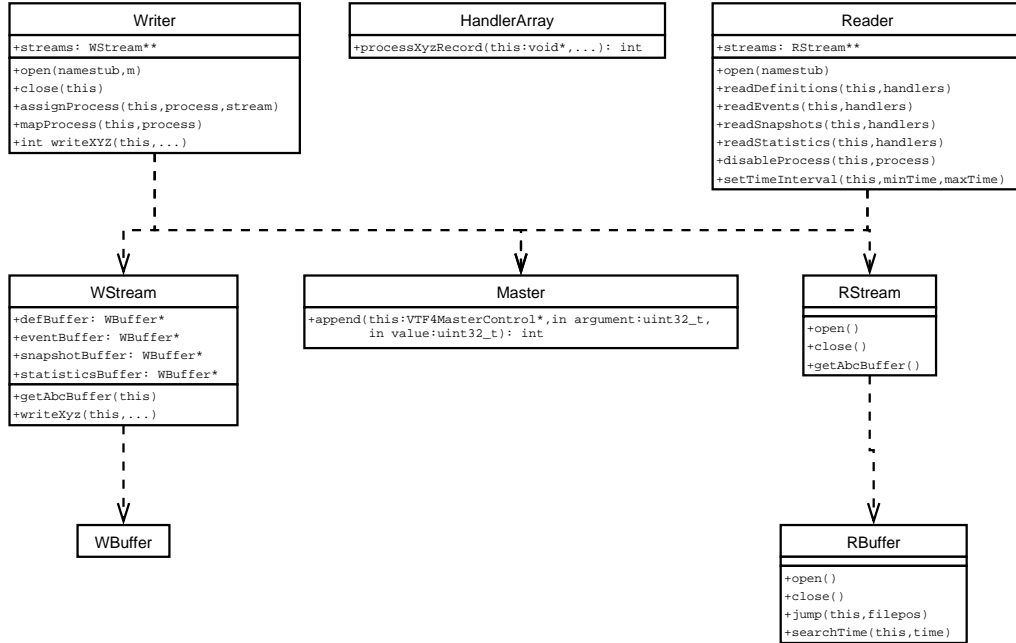 Writer
+streams: WStream**
+open(namestub,m)
+close(this)
+assignProcess(this,process,stream)
+mapProcess(this,process)
+int writeXYZ(this,...)
HandlerArray
+processXyzRecord(this:void*,...): int
Reader
+streams: RStream**
+open(namestub)
+readDefinitions(this,handlers)
+readEvents(this,handlers)
+readSnapshots(this,handlers)
+readStatistics(this,handlers)
+disableProcess(this,process)
+setTimeInterval(this,minTime,maxTime)
WStream
+defBuffer: WBuffer*
+eventBuffer: WBuffer*
+snapshotBuffer: WBuffer*
+statisticsBuffer: WBuffer*
+getAbcBuffer(this)
+writeXyz(this,...)
Master
+append(this:VTF4MasterControl*,in argument:uint32_t,
in value:uint32_t): int
RStream
+open()
+close()
+getAbcBuffer()
WBuffer
RBuffer
+open()
+close()
+jump(this,filepos)
+searchTime(this,time)